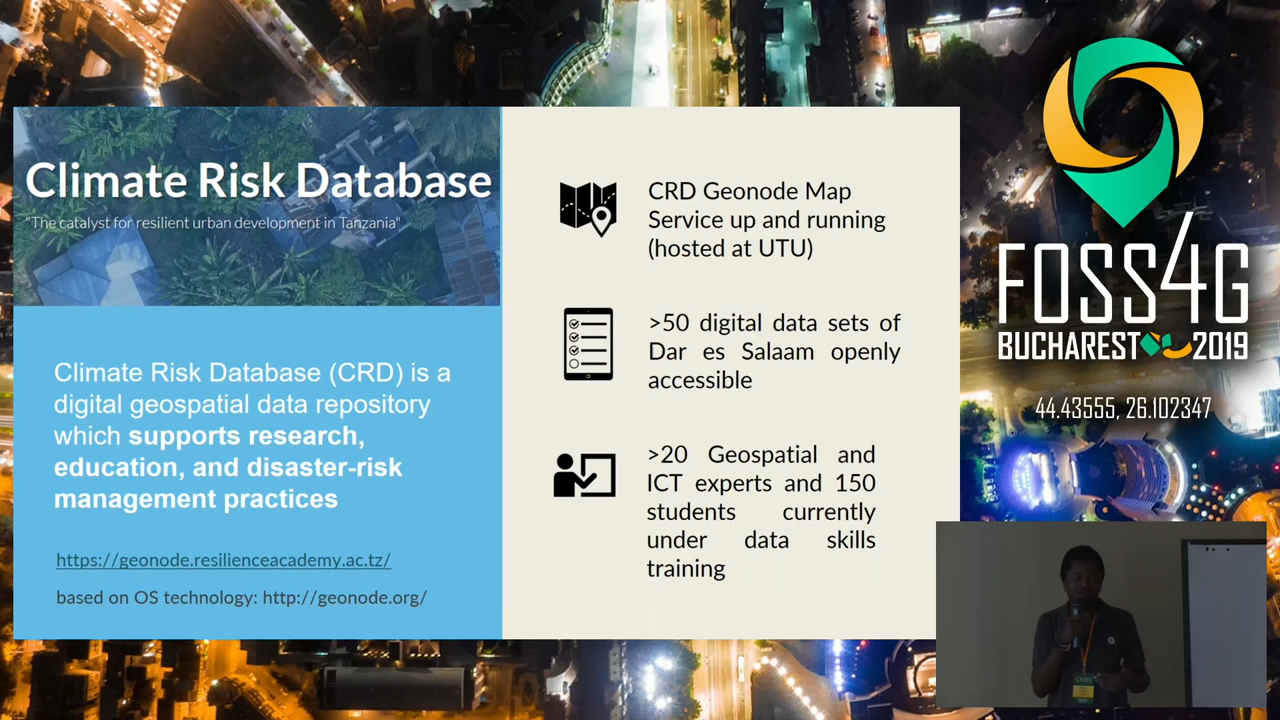 Climate Risk Database
"The catalyst for resilient urban development in Tanzania"
Climate Risk Database (CRD) is a
digital geospatial data repository
which supports research,
education, and disaster-risk
management practices
https://geonode.resilienceacademy.ac.tz/
based on OS technology: http://geonode.org/
CRD Geonode Map
Service up and running
(hosted at UTU)
>50 digital data sets of
Dar es Salaam openly
accessible
>20 Geospatial and
ICT experts and 150
students currently
under data skills
training
FOSS4G
BUCHAREST 2019
44.43555, 26.102347